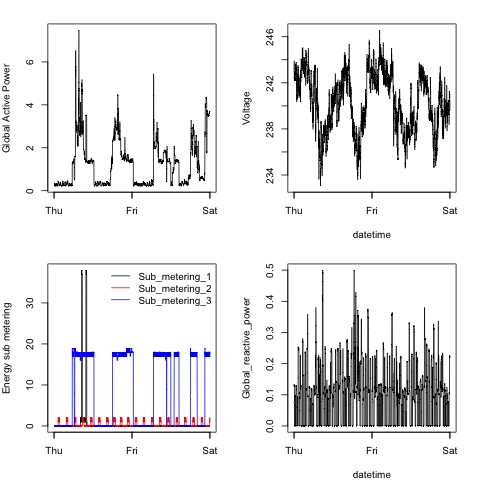 Global Active Power
0 2 4 6
Thu Fri Sat
Voltage
234 238 242 246
Thu Fri Sat
datetime
Energy sub metering
0 10 20 30
Sub_metering_1
Sub_metering_2
Sub_metering_3
Thu Fri Sat
Global_reactive_power
0.0 0.1 0.2 0.3 0.4 0.5
Thu Fri Sat
datetime